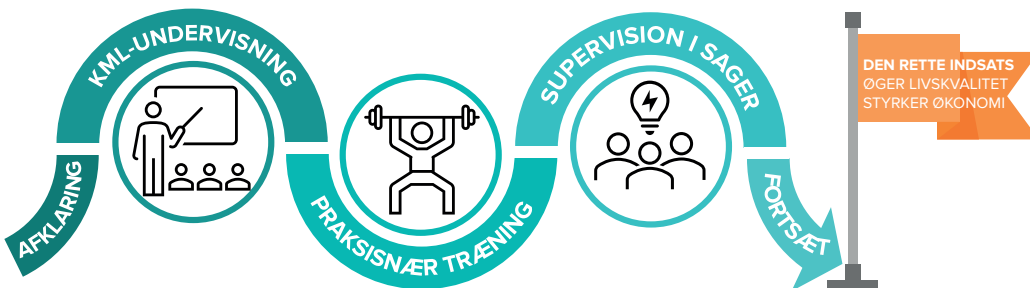 AFKLARING
KML-UNDERVISNING
PRAKSISNÆR TRÆNING
SUPERVISION I SAGER
FORTSÆT
DEN RETTE INDSATS
ØGER LIVSKVALITET
STYRKER ØKONOMI